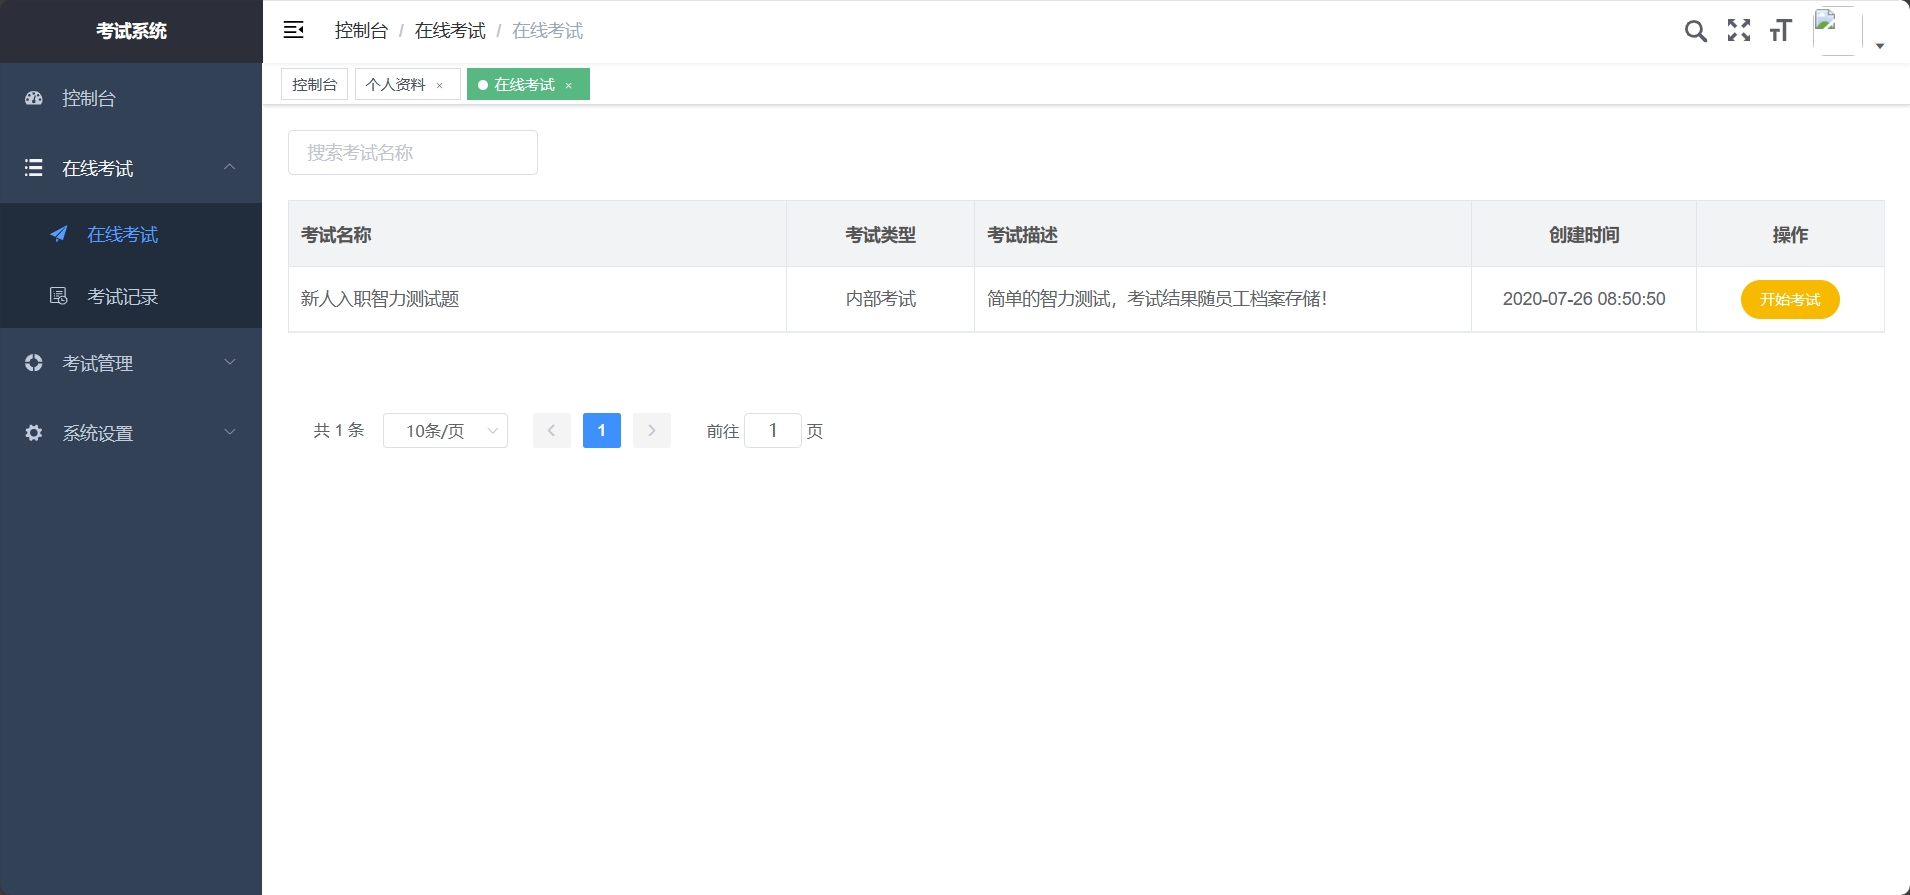 考试系统
控制台 / 在线考试 / 在线考试
控制台
个人资料 ×
在线考试 ×
控制台
在线考试
在线考试
考试记录
考试管理
系统设置
搜索考试名称
考试名称 考试类型 考试描述 创建时间 操作
新人入职智力测试题 内部考试 简单的智力测试，考试结果随员工档案存储！ 2020-07-26 08:50:50 开始考试
共 1 条 10条/页 1 前往 1 页